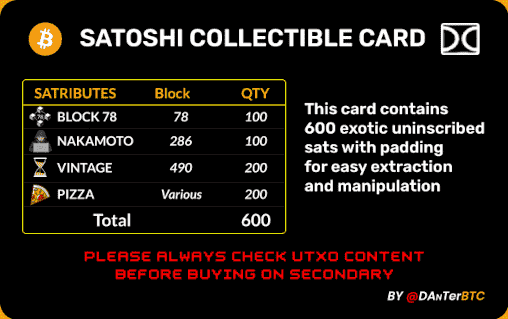 SATOSHI COLLECTIBLE CARD
SATRIBUTES Block QTY
BLOCK 78 78 100
NAKAMOTO 286 100
VINTAGE 490 200
PIZZA Various 200
Total 600
This card contains
600 exotic uninscribed
sats with padding
for easy extraction
and manipulation
PLEASE ALWAYS CHECK UTXO CONTENT
BEFORE BUYING ON SECONDARY
BY @DAnTerBTC